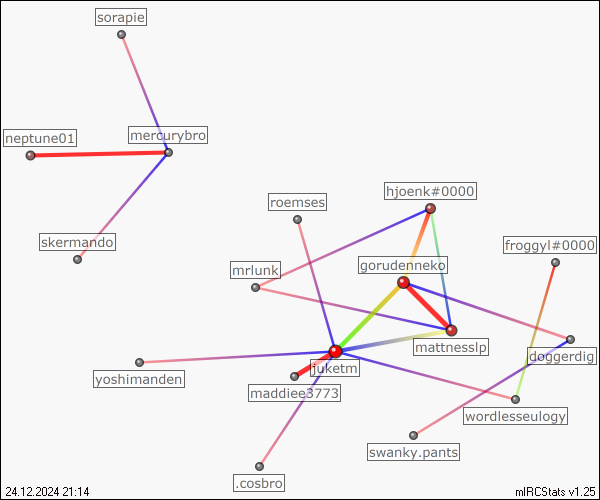 sorapie
neptune01
mercurybro
hjoenk#0000
roemses
skermando
froggyl#0000
gorudenneko
mrlunk
mattnesslp
doggerdig
juketm
yoshimanden
maddiee3773
wordlesseulogy
swanky.pants
.cosbro
24.12.2024 21:14
mIRCStats v1.25